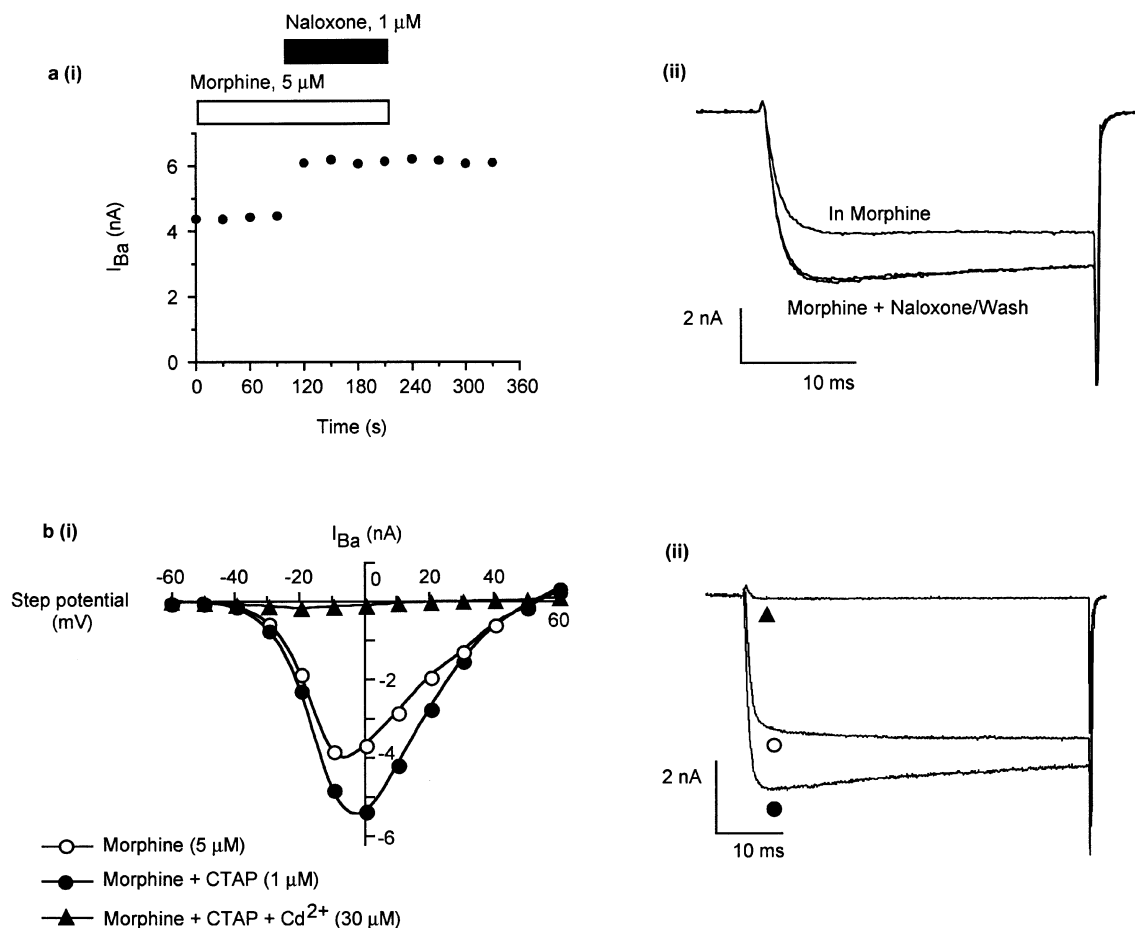 Naloxone, 1 μM
a (i)
Morphine, 5 μM
I_Ba (nA)
6
4
2
0
0 60 120 180 240 300 360
Time (s)
(ii)
In Morphine
Morphine + Naloxone/Wash
2 nA
10 ms
b (i)
I_Ba (nA)
-60 -40 -20 0 20 40 60
Step potential
(mV)
-2
-4
-6
Morphine (5 μM)
Morphine + CTAP (1 μM)
Morphine + CTAP + Cd²⁺ (30 μM)
(ii)
2 nA
10 ms